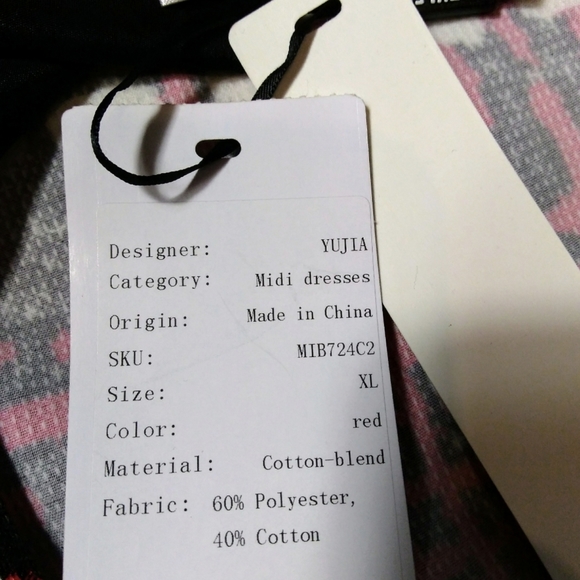 Designer: YUJIA
Category: Midi dresses
Origin: Made in China
SKU: MIB724C2
Size: XL
Color: red
Material: Cotton-blend
Fabric: 60% Polyester,
40% Cotton